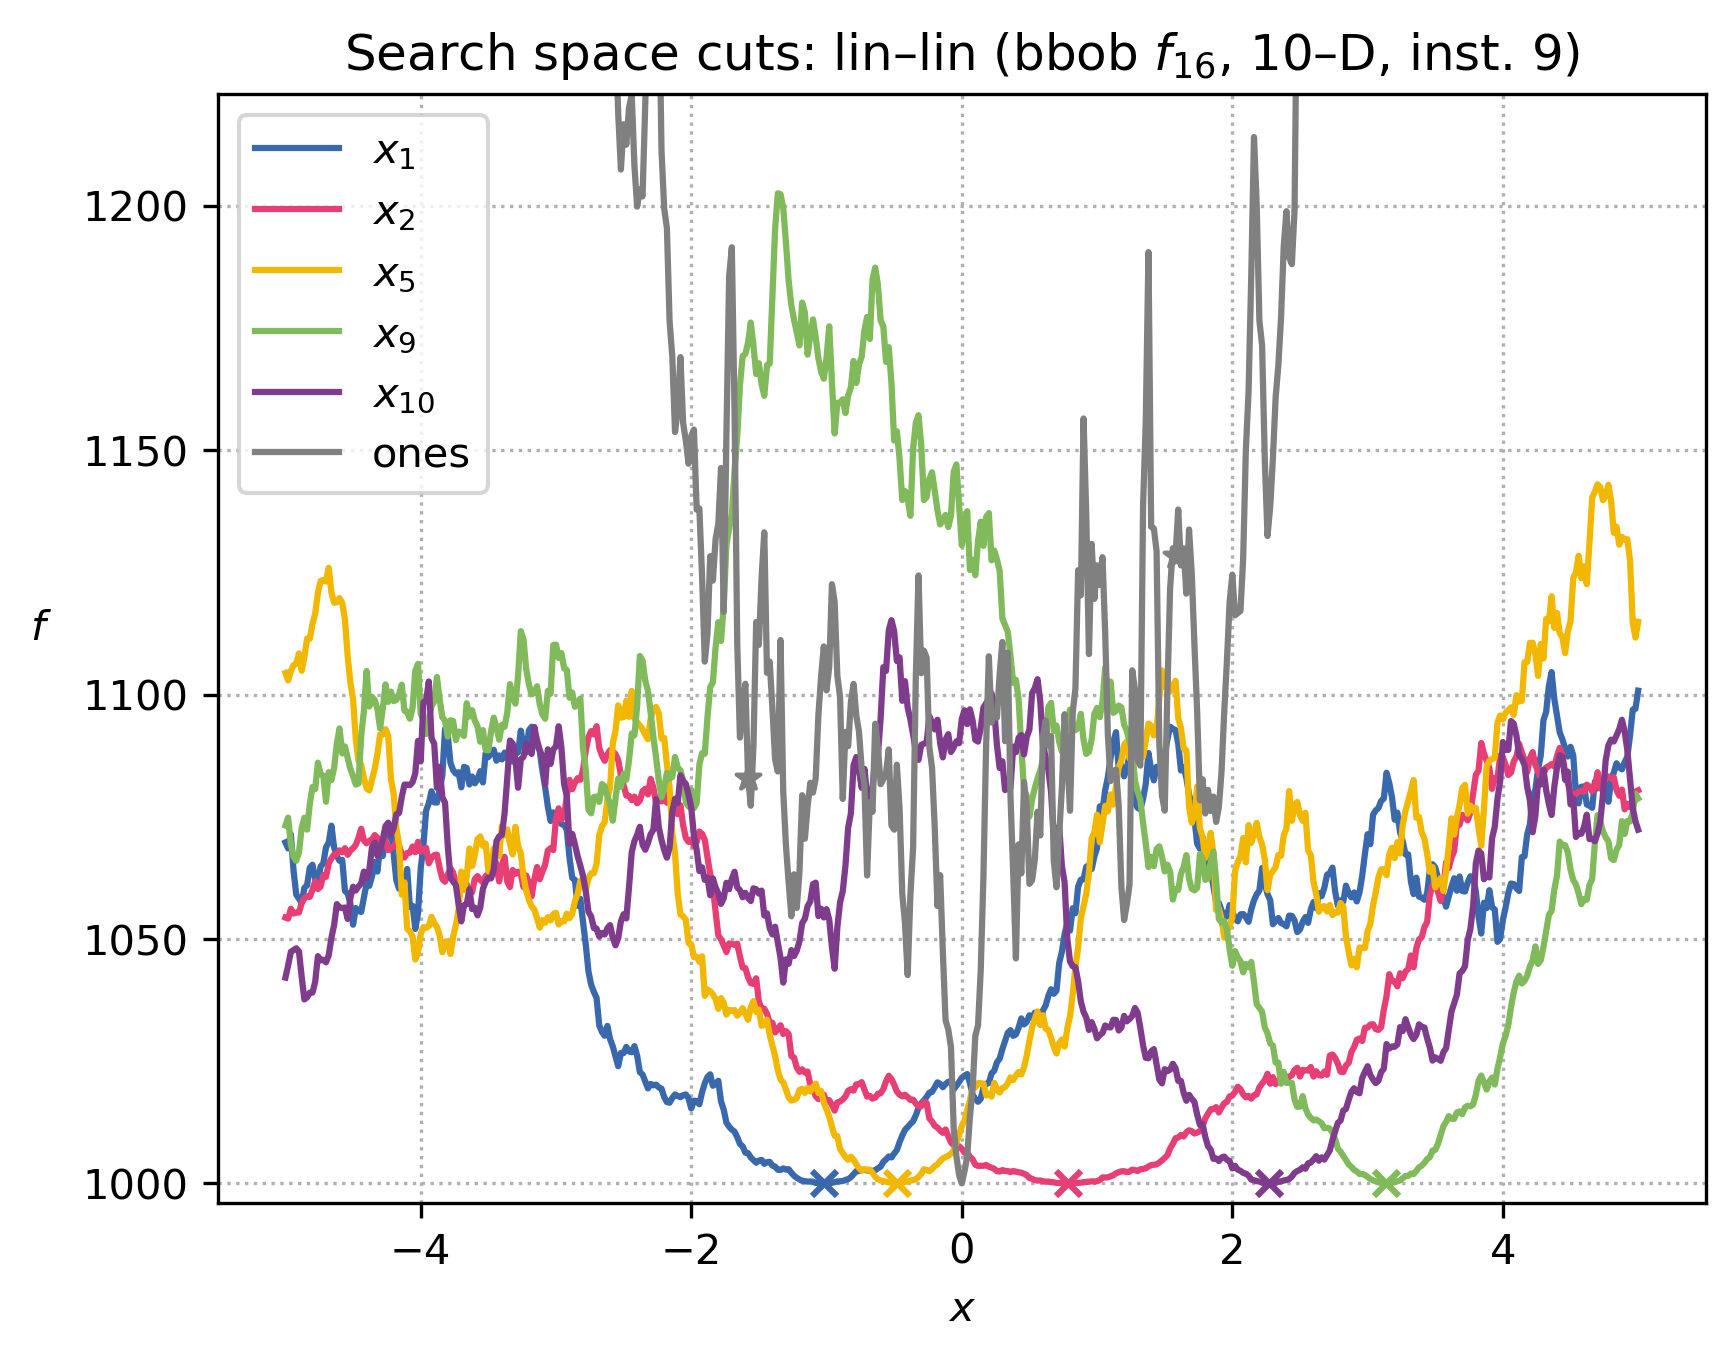 Search space cuts: lin–lin (bbob f₁₆, 10–D, inst. 9)
x₁
x₂
x₅
x₉
x₁₀
ones
1200
1150
1100
1050
1000
f
−4
−2
0
2
4
x